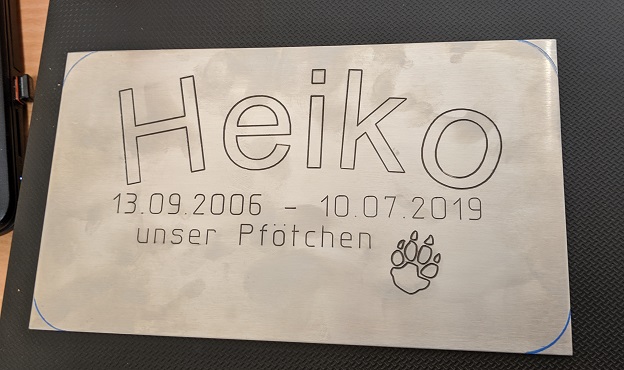 Heiko
13.09.2006 - 10.07.2019
unser Pfötchen